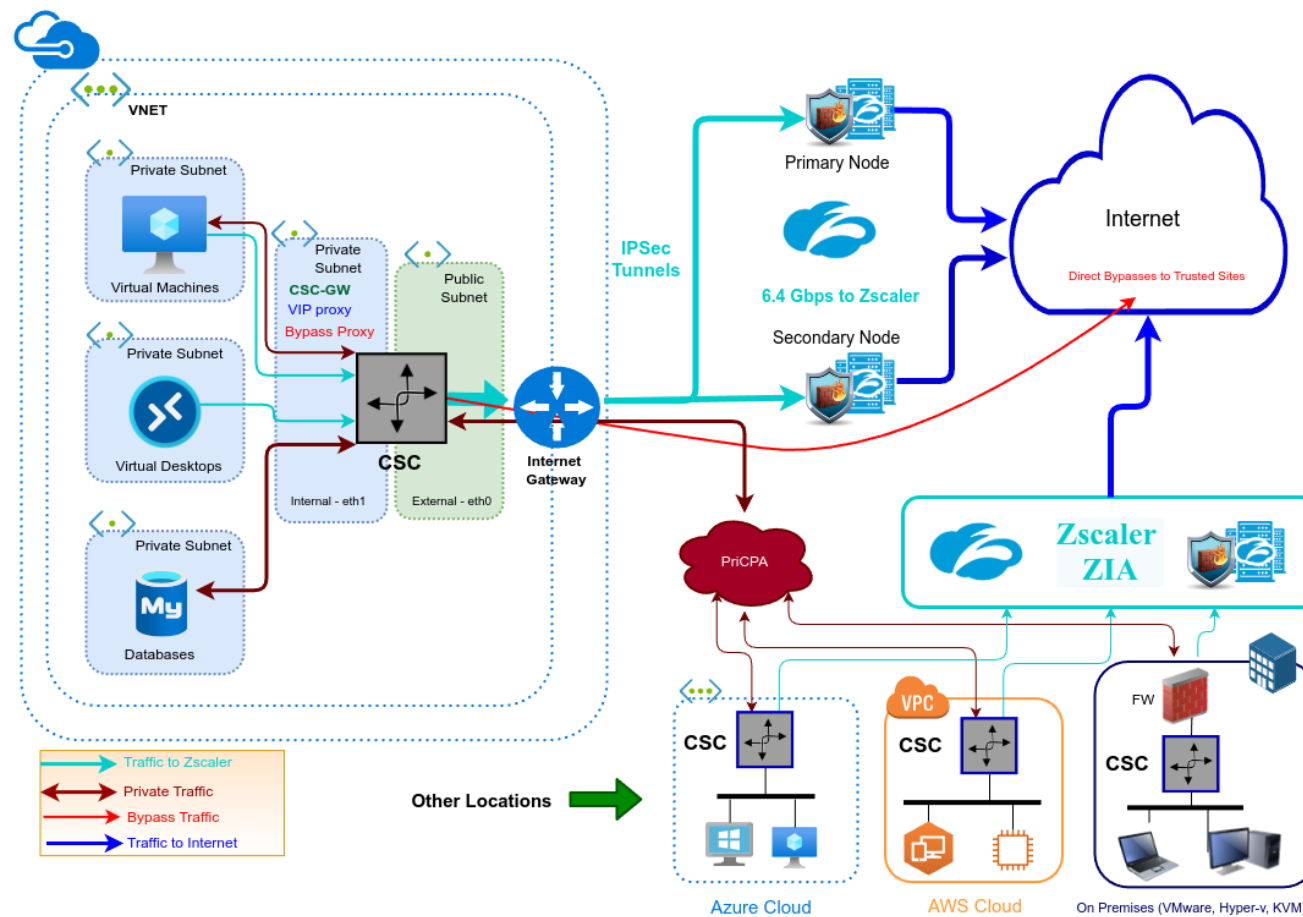 VNET
Private Subnet
Virtual Machines
Private Subnet
Virtual Desktops
Private Subnet
My
Databases
Private
Subnet
CSC-GW
VIP proxy
Bypass Proxy
Public
Subnet
CSC
Internal - eth1
External - eth0
Internet
Gateway
IPSec
Tunnels
Primary Node
6.4 Gbps to Zscaler
Secondary Node
Internet
Direct Bypasses to Trusted Sites
PriCPA
Zscaler
ZIA
Traffic to Zscaler
Private Traffic
Bypass Traffic
Traffic to Internet
Other Locations
CSC
Azure Cloud
VPC
CSC
AWS Cloud
FW
CSC
On Premises (VMware, Hyper-v, KVM)